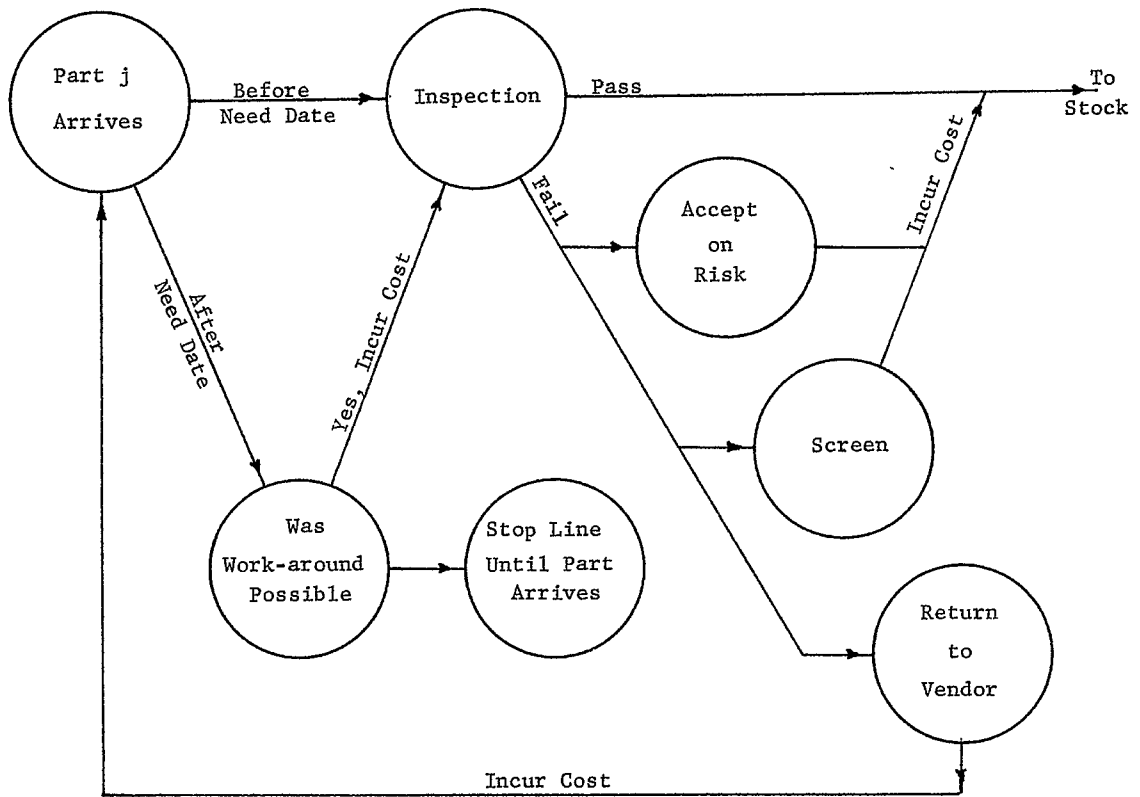 Part j
Arrives
Before
Need Date
Inspection
Pass
To
Stock
Fail
Accept
on
Risk
Incur Cost
After
Need Date
Yes, Incur Cost
Screen
Was
Work-around
Possible
Stop Line
Until Part
Arrives
Return
to
Vendor
Incur Cost